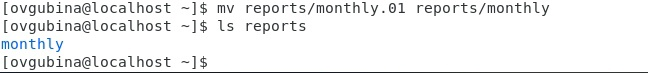 [ovgubina@localhost ~]$ mv reports/monthly.01 reports/monthly
[ovgubina@localhost ~]$ ls reports
monthly
[ovgubina@localhost ~]$